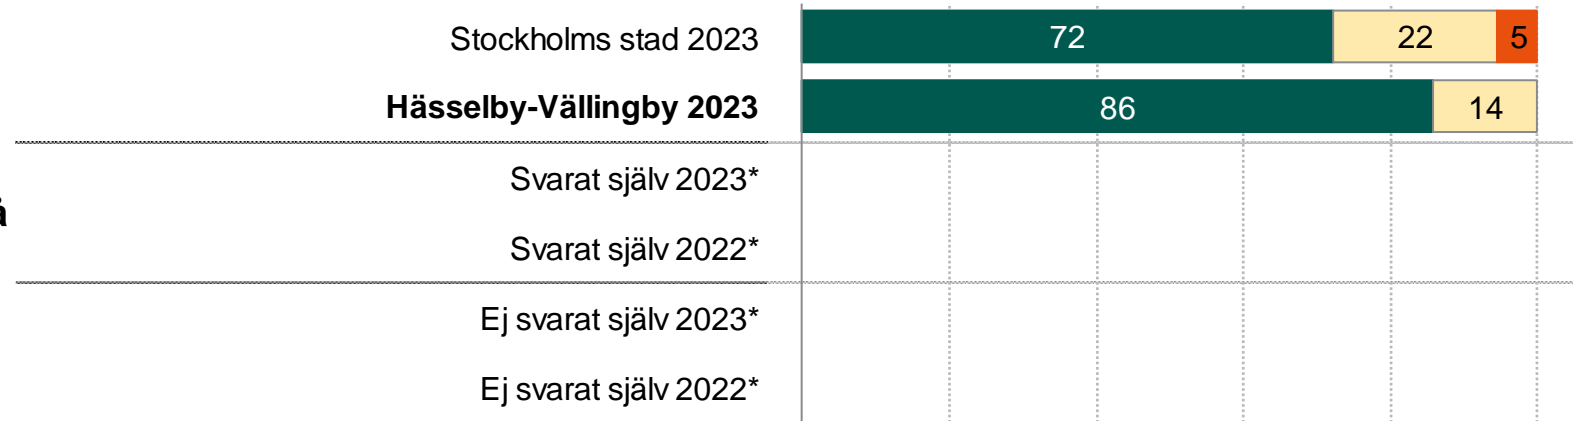 Stockholms stad 2023 72 22 5
Hässelby-Vällingby 2023 86 14
Svarat själv 2023*
Svarat själv 2022*
Ej svarat själv 2023*
Ej svarat själv 2022*